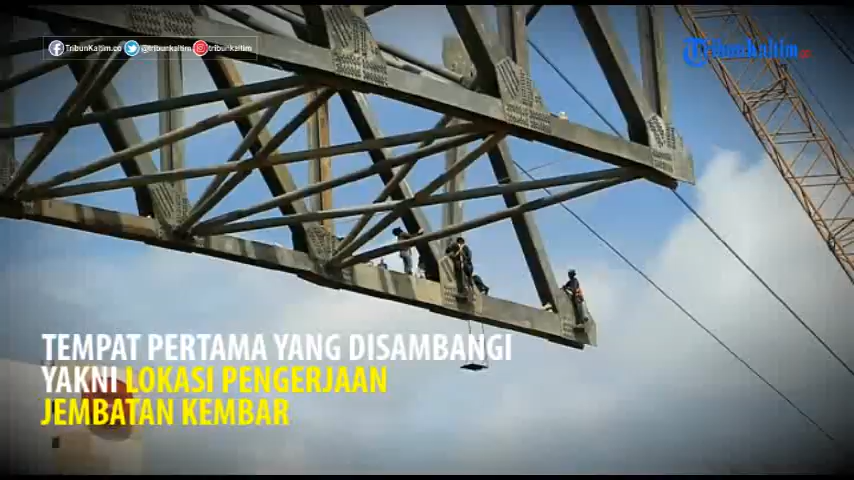 TribunKaltim.co @tribunkaltim tribunkaltim
Tribunkaltim.co
TEMPAT PERTAMA YANG DISAMBANGI
YAKNI LOKASI PENGERJAAN
JEMBATAN KEMBAR